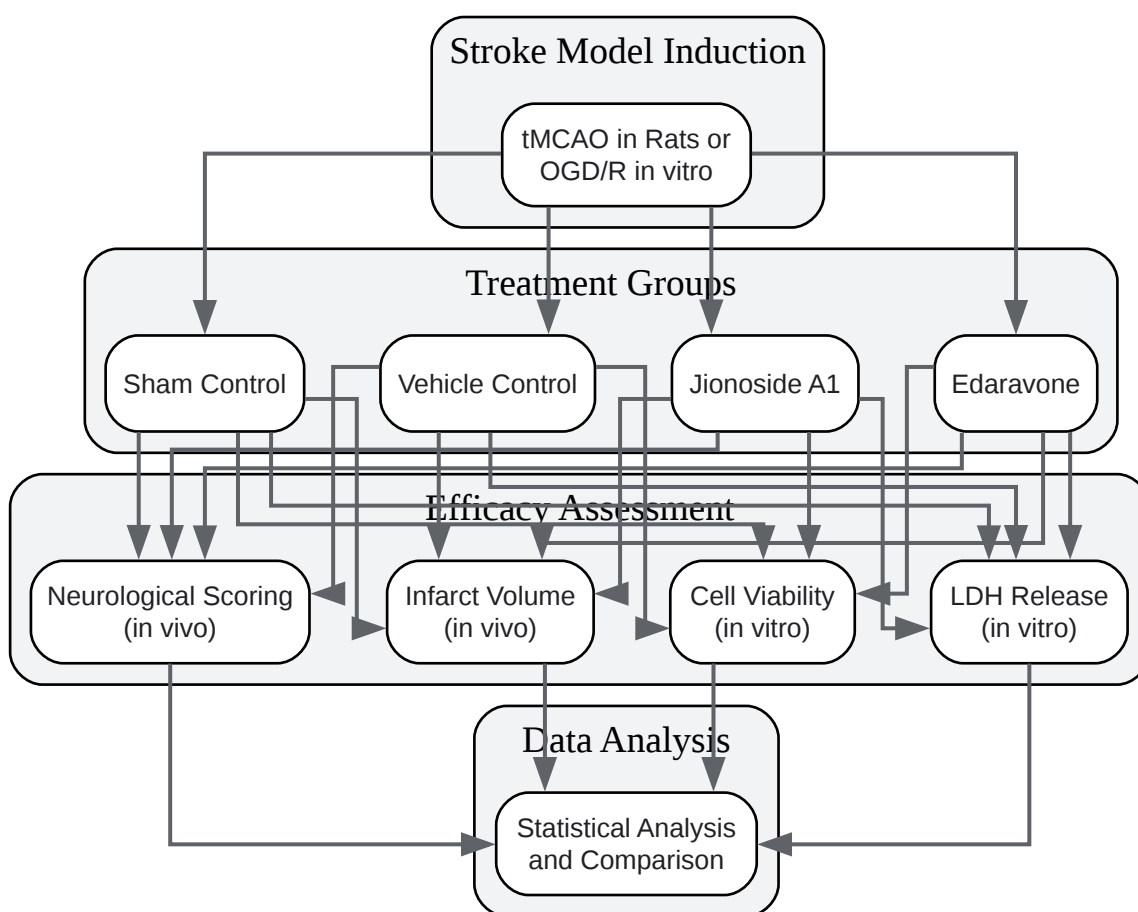 Stroke Model Induction
tMCAO in Rats or
OGD/R in vitro
Treatment Groups
Sham Control
Vehicle Control
Jionoside A1
Edaravone
Efficacy Assessment
Neurological Scoring
(in vivo)
Infarct Volume
(in vivo)
Cell Viability
(in vitro)
LDH Release
(in vitro)
Data Analysis
Statistical Analysis
and Comparison